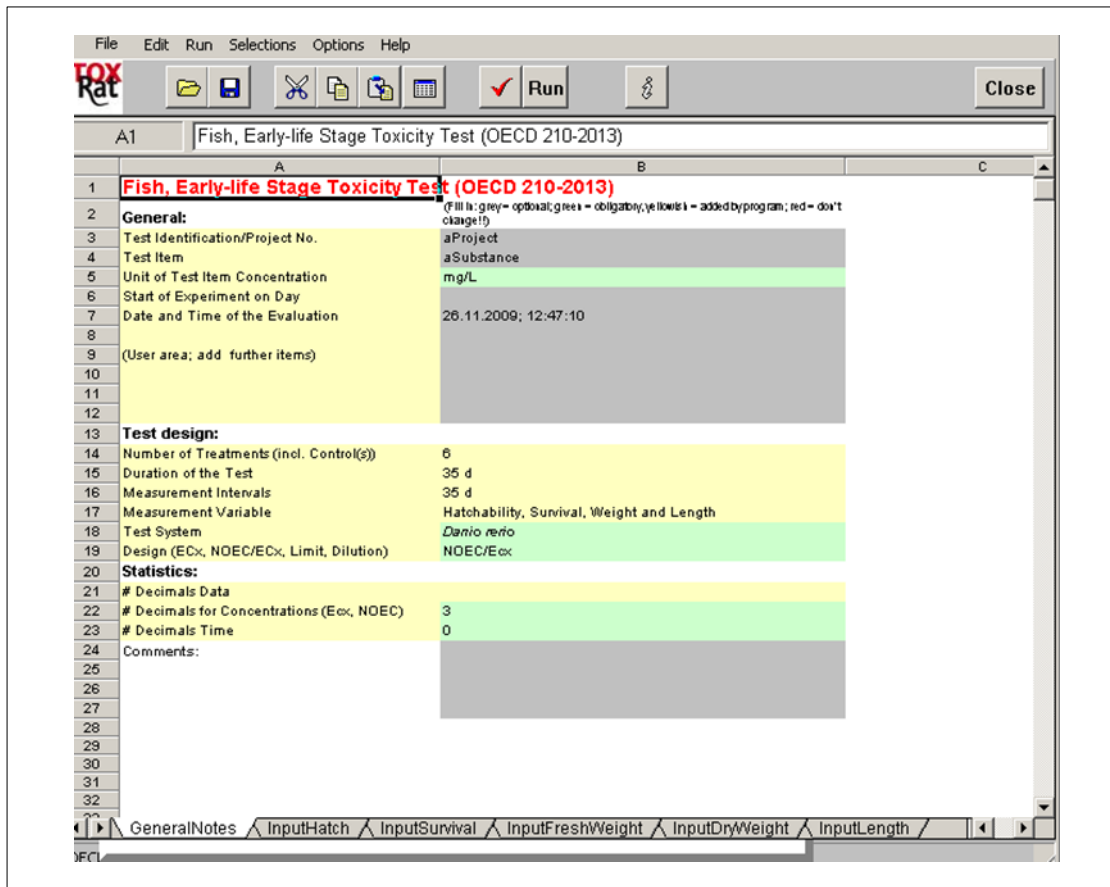 File Edit Run Selections Options Help
TOX
Rat
Run
Close
A1 Fish, Early-life Stage Toxicity Test (OECD 210-2013)
A B C
1 Fish, Early-life Stage Toxicity Test (OECD 210-2013)
2 General: (Fill in: grey = optional; green = obligatory, yellowish = added by program; red = don't
change!!)
3 Test Identification/Project No. aProject
4 Test Item aSubstance
5 Unit of Test Item Concentration mg/L
6 Start of Experiment on Day
7 Date and Time of the Evaluation 26.11.2009; 12:47:10
8
9 (User area; add further items)
10
11
12
13 Test design:
14 Number of Treatments (incl. Control(s)) 6
15 Duration of the Test 35 d
16 Measurement Intervals 35 d
17 Measurement Variable Hatchability, Survival, Weight and Length
18 Test System Danio rerio
19 Design (ECx, NOEC/ECx, Limit, Dilution) NOEC/Ecx
20 Statistics:
21 # Decimals Data
22 # Decimals for Concentrations (Ecx, NOEC) 3
23 # Decimals Time 0
24 Comments:
25
26
27
28
29
30
31
32
GeneralNotes InputHatch InputSurvival InputFreshWeight InputDryWeight InputLength